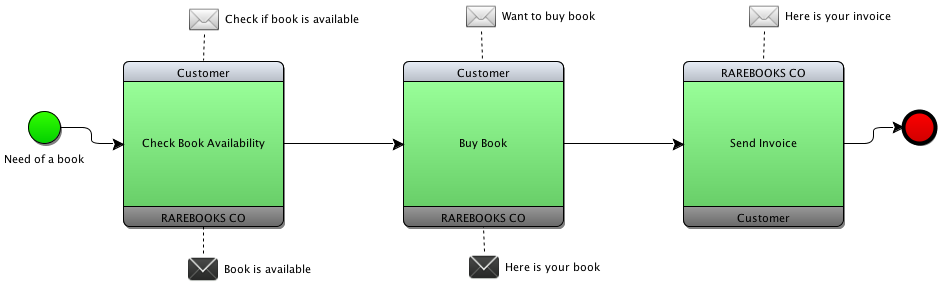 Check if book is available
Want to buy book
Here is your invoice
Customer
Customer
RAREBOOKS CO
Need of a book
Check Book Availability
Buy Book
Send Invoice
RAREBOOKS CO
RAREBOOKS CO
Customer
Book is available
Here is your book